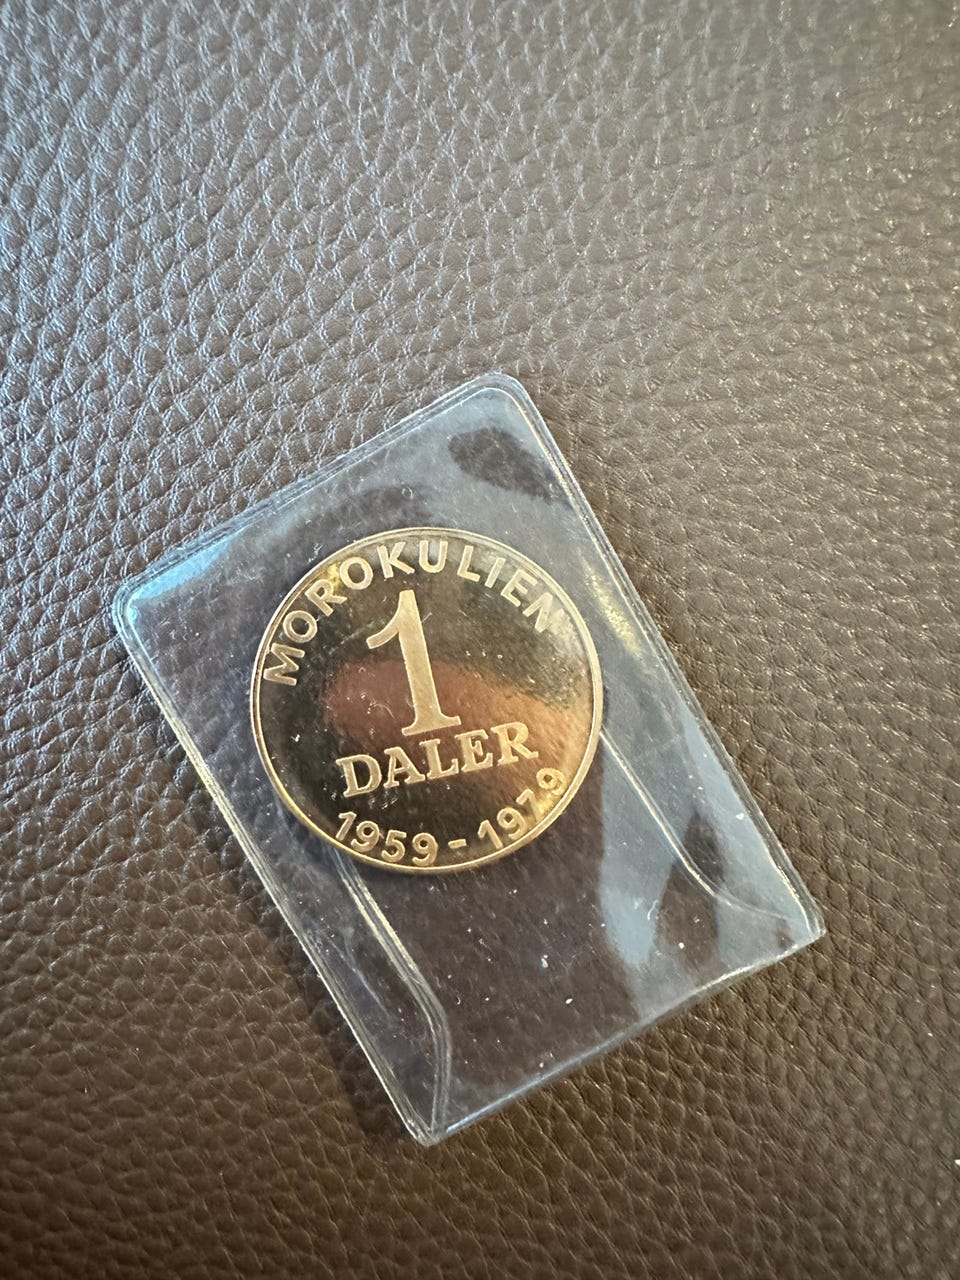 MOROKULIEN
1
DALER
1959-1979